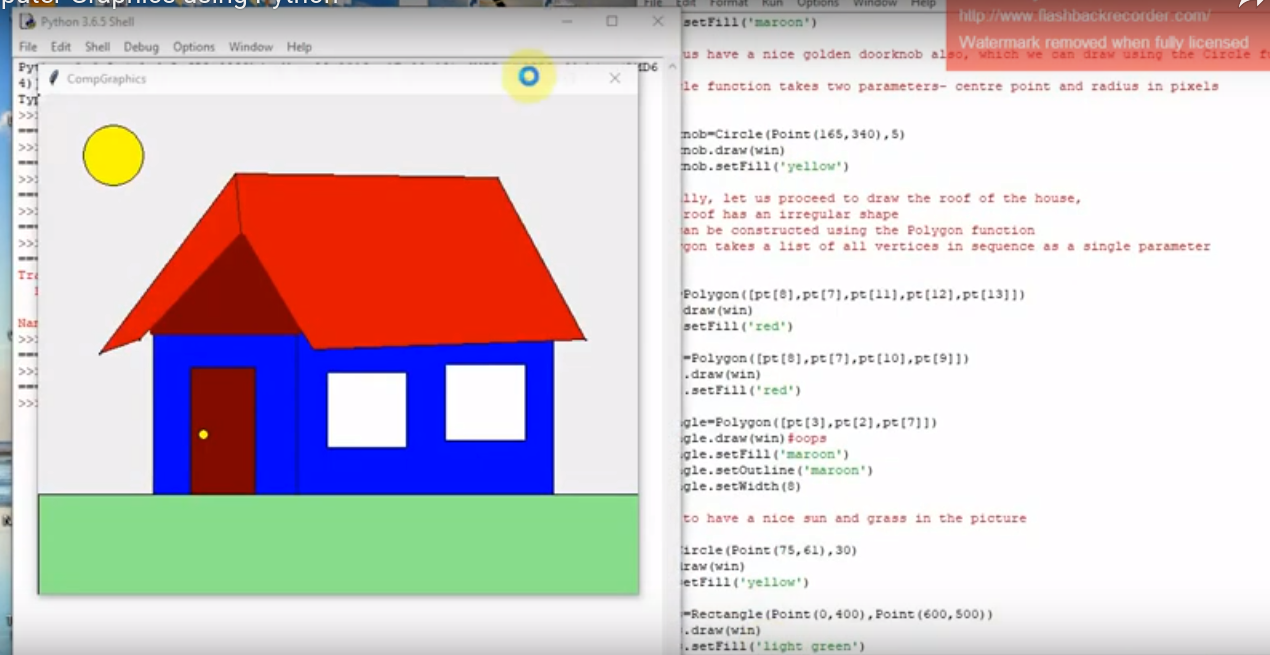 puter Graphics using Python
Python 3.6.5 Shell
File Edit Shell Debug Options Window Help
CompGraphics
File Edit Format Run Options Window Help
http://www.flashbackrecorder.com/
Watermark removed when fully licensed
setFill('maroon')
us have a nice golden doorknob also, which we can draw using the Circle f
le function takes two parameters- centre point and radius in pixels
nob=Circle(Point(165,340),5)
nob.draw(win)
nob.setFill('yellow')
lly, let us proceed to draw the roof of the house,
roof has an irregular shape
an be constructed using the Polygon function
ygon takes a list of all vertices in sequence as a single parameter
=Polygon([pt[8],pt[7],pt[11],pt[12],pt[13]])
draw(win)
setFill('red')
=Polygon([pt[8],pt[7],pt[10],pt[9]])
.draw(win)
.setFill('red')
gle=Polygon([pt[3],pt[2],pt[7]])
gle.draw(win)#oops
gle.setFill('maroon')
gle.setOutline('maroon')
gle.setWidth(8)
to have a nice sun and grass in the picture
ircle(Point(75,61),30)
raw(win)
etFill('yellow')
=Rectangle(Point(0,400),Point(600,500))
.draw(win)
.setFill('light green')